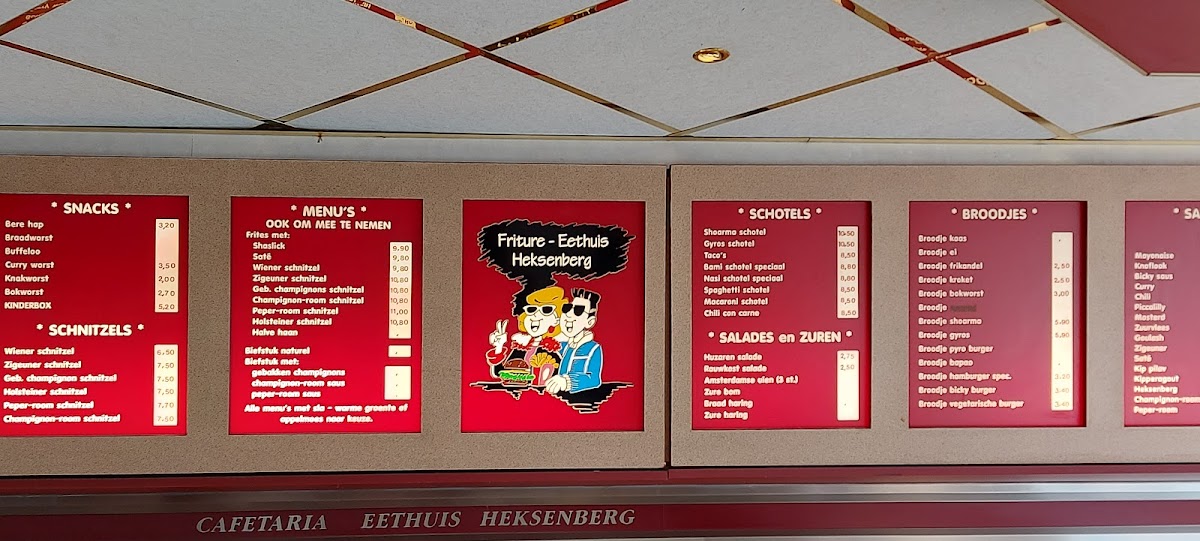 * SNACKS *
Bere hap 3,20
Braadworst
Buffeloo
Curry worst 3,50
Knakworst 2,00
Bokworst 2,70
KINDERBOX 5,20
* SCHNITZELS *
Wiener schnitzel 6,50
Zigeuner schnitzel 7,50
Geb. champignon schnitzel 7,50
Holsteiner schnitzel 7,50
Peper-room schnitzel 7,70
Champignon-room schnitzel 7,50
* MENU'S *
OOK OM MEE TE NEMEN
Frites met:
Shaslick 9,90
Saté 9,80
Wiener schnitzel 9,80
Zigeuner schnitzel 10,80
Geb. champignons schnitzel 10,80
Champignon-room schnitzel 10,80
Peper-room schnitzel 11,00
Holsteiner schnitzel 10,80
Halve haan
Biefstuk naturel
Biefstuk met:
gebakken champignons
champignon-room saus
peper-room saus
Alle menu's met sla - warme groente of
appelmoes naar keuze.
Friture - Eethuis
Heksenberg
* SCHOTELS *
Shoarma schotel 10,50
Gyros schotel 10,50
Taco's 8,50
Bami schotel speciaal 8,50
Nasi schotel speciaal 8,50
Spaghetti schotel 8,50
Macaroni schotel 8,50
Chili con carne 8,50
* SALADES en ZUREN *
Huzaren salade 2,75
Rauwkost salade 2,50
Amsterdamse uien (3 st.)
Zure bom
Brad haring
Zure haring
* BROODJES *
Broodje kaas
Broodje ei
Broodje frikandel 2,50
Broodje kroket 2,50
Broodje bokworst 3,00
Broodje
Broodje shoarma 5,90
Broodje gyros 5,90
Broodje pyro burger
Broodje bapao
Broodje hamburger spec. 3,20
Broodje bicky burger 3,40
Broodje vegetarische burger 3,40
* SA
Mayonaise
Knoflook
Bicky saus
Curry
Chili
Piccalilly
Mosterd
Zuurvlees
Goulash
Zigeuner
Saté
Kip pilav
Kipperagout
Heksenberg
Champignon-room
Peper-room
CAFETARIA EETHUIS HEKSENBERG